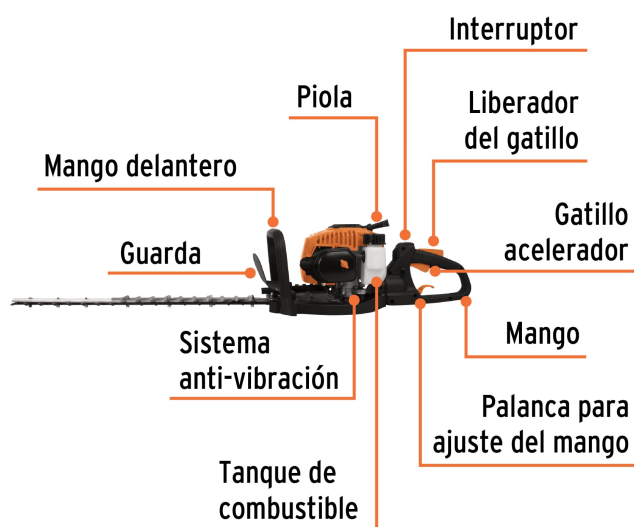 Interruptor
Piola
Liberador
del gatillo
Mango delantero
Gatillo
acelerador
Guarda
Mango
Sistema
anti-vibración
Palanca para
ajuste del mango
Tanque de
combustible